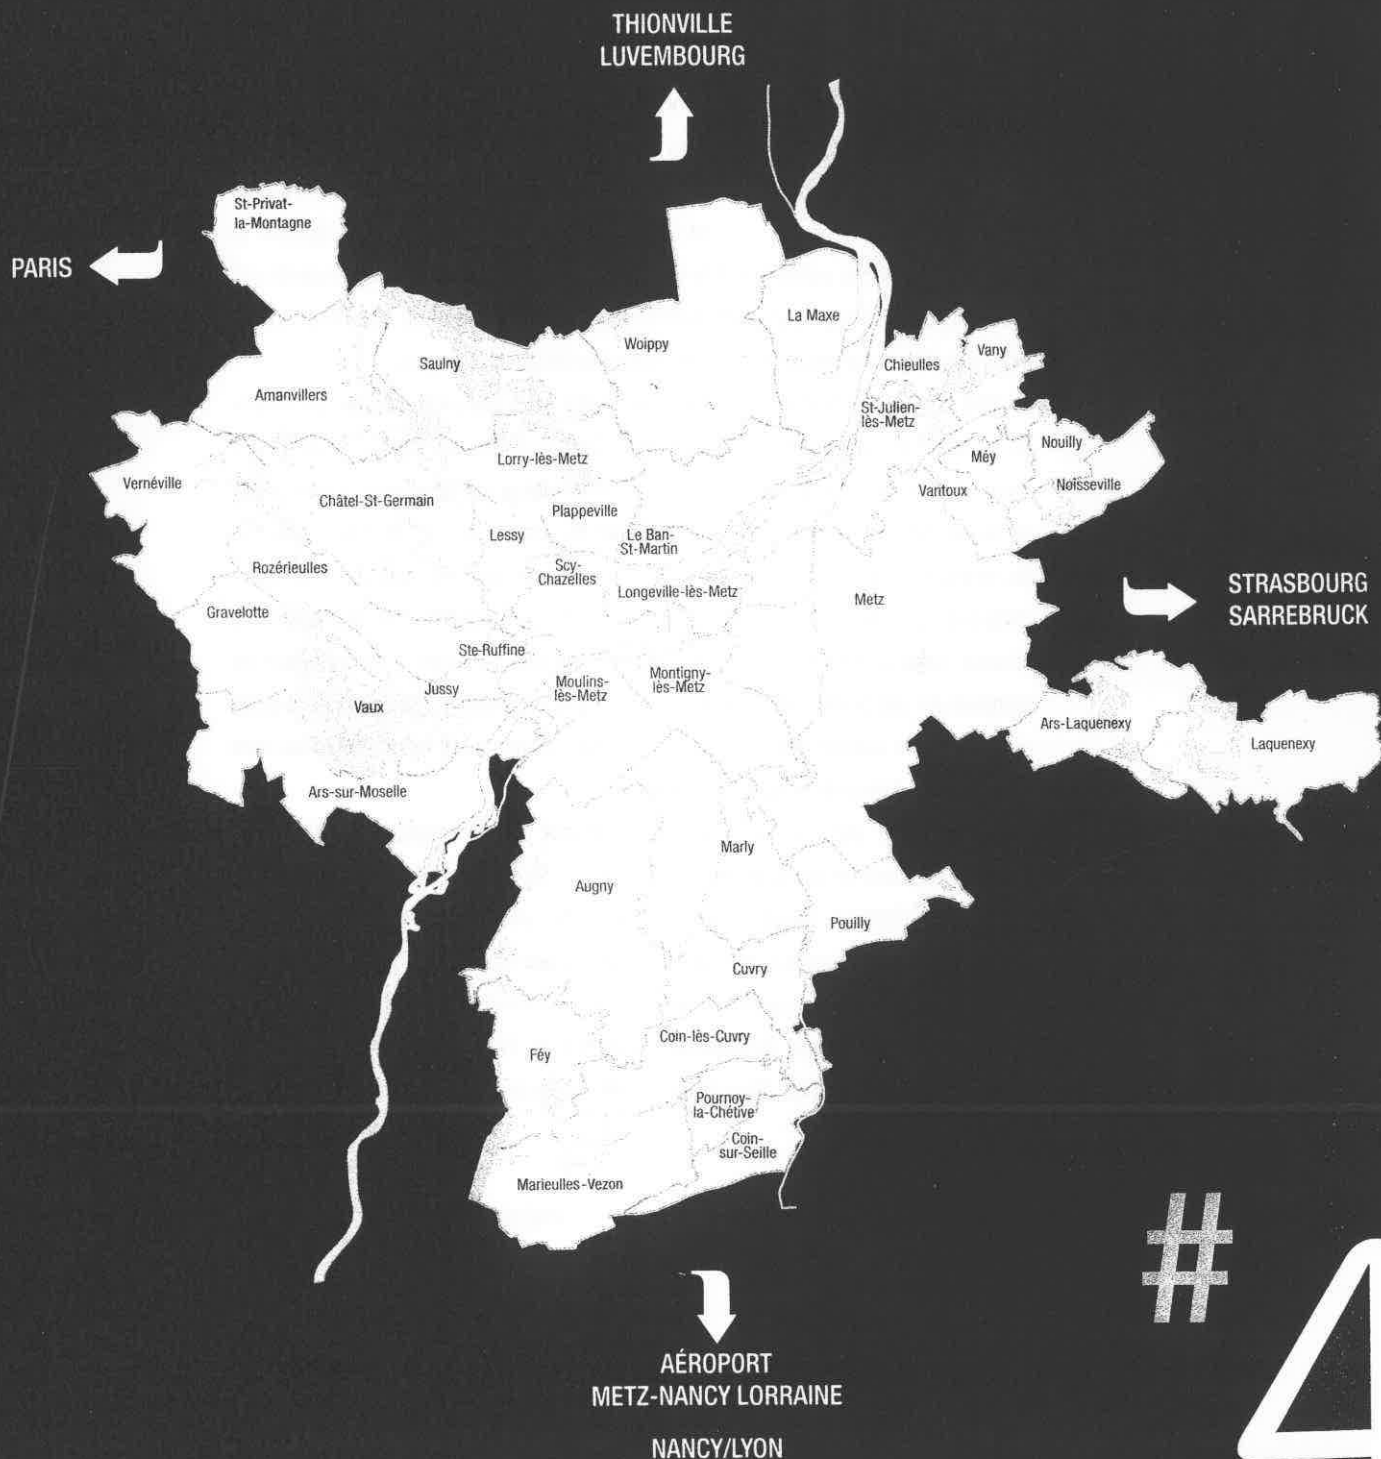 THIONVILLE
LUVEMBOURG
St-Privat-
la-Montagne
PARIS
La Maxe
Woippy
Vany
Saulny
Chieulles
Amanvillers
St-Julien-
lès-Metz
Nouilly
Lorry-lès-Metz
Méy
Vernéville
Noisseville
Châtel-St-Germain
Vantoux
Plappeville
Lessy
Le Ban-
St-Martin
Rozérieulles
Scy-
Chazelles
Longeville-lès-Metz
Metz
STRASBOURG
SARREBRUCK
Gravelotte
Ste-Ruffine
Montigny-
lès-Metz
Moulins-
lès-Metz
Jussy
Vaux
Ars-Laquenexy
Laquenexy
Ars-sur-Moselle
Marly
Augny
Pouilly
Cuvry
Coin-lès-Cuvry
Féy
Pournoy-
la-Chétive
Coin-
sur-Seille
Marieulles-Vezon
#4
AÉROPORT
METZ-NANCY LORRAINE
NANCY/LYON